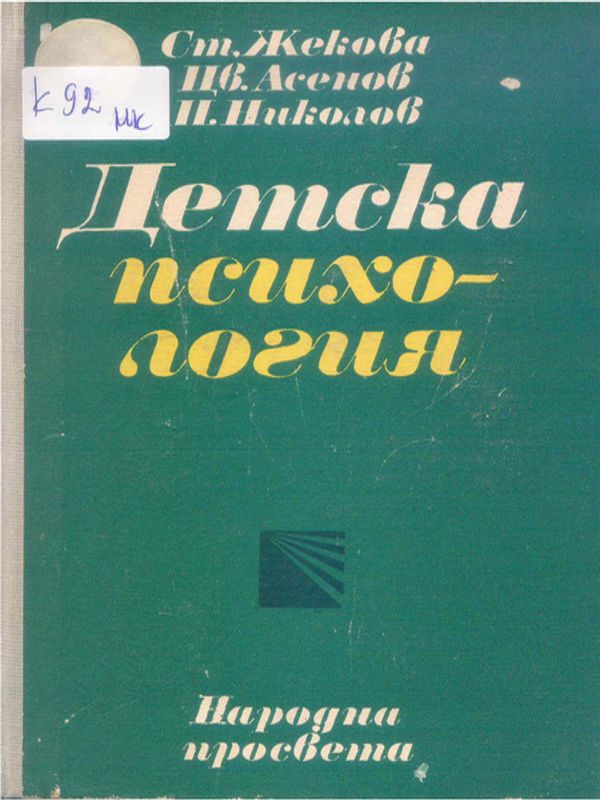 Ст. Жекова
Цв. Асенов
П. Николов
к 92 мк
Детска
психо-
логия
Народна
просвета